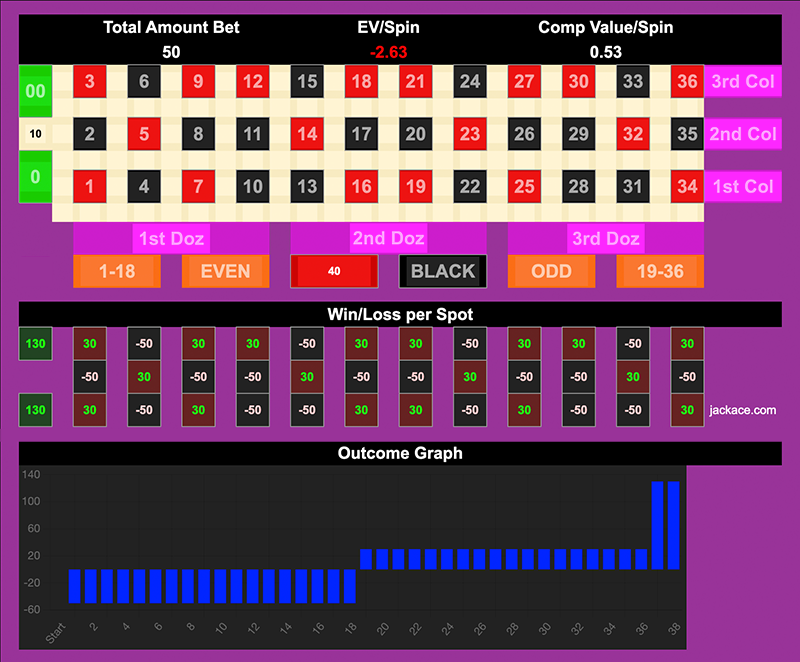 Total Amount Bet EV/Spin Comp Value/Spin
50 -2.63 0.53
00 3 6 9 12 15 18 21 24 27 30 33 36 3rd Col
10 2 5 8 11 14 17 20 23 26 29 32 35 2nd Col
0 1 4 7 10 13 16 19 22 25 28 31 34 1st Col
1st Doz 2nd Doz 3rd Doz
1-18 EVEN 40 BLACK ODD 19-36
Win/Loss per Spot
130 30 -50 30 30 -50 30 30 -50 30 30 -50 30
-50 30 -50 -50 30 -50 -50 30 -50 -50 30 -50
130 30 -50 30 -50 -50 30 30 -50 30 -50 -50 30 jackace.com
Outcome Graph
140
100
60
20
-20
-60
Start 2 4 6 8 10 12 14 16 18 20 22 24 26 28 30 32 34 36 38